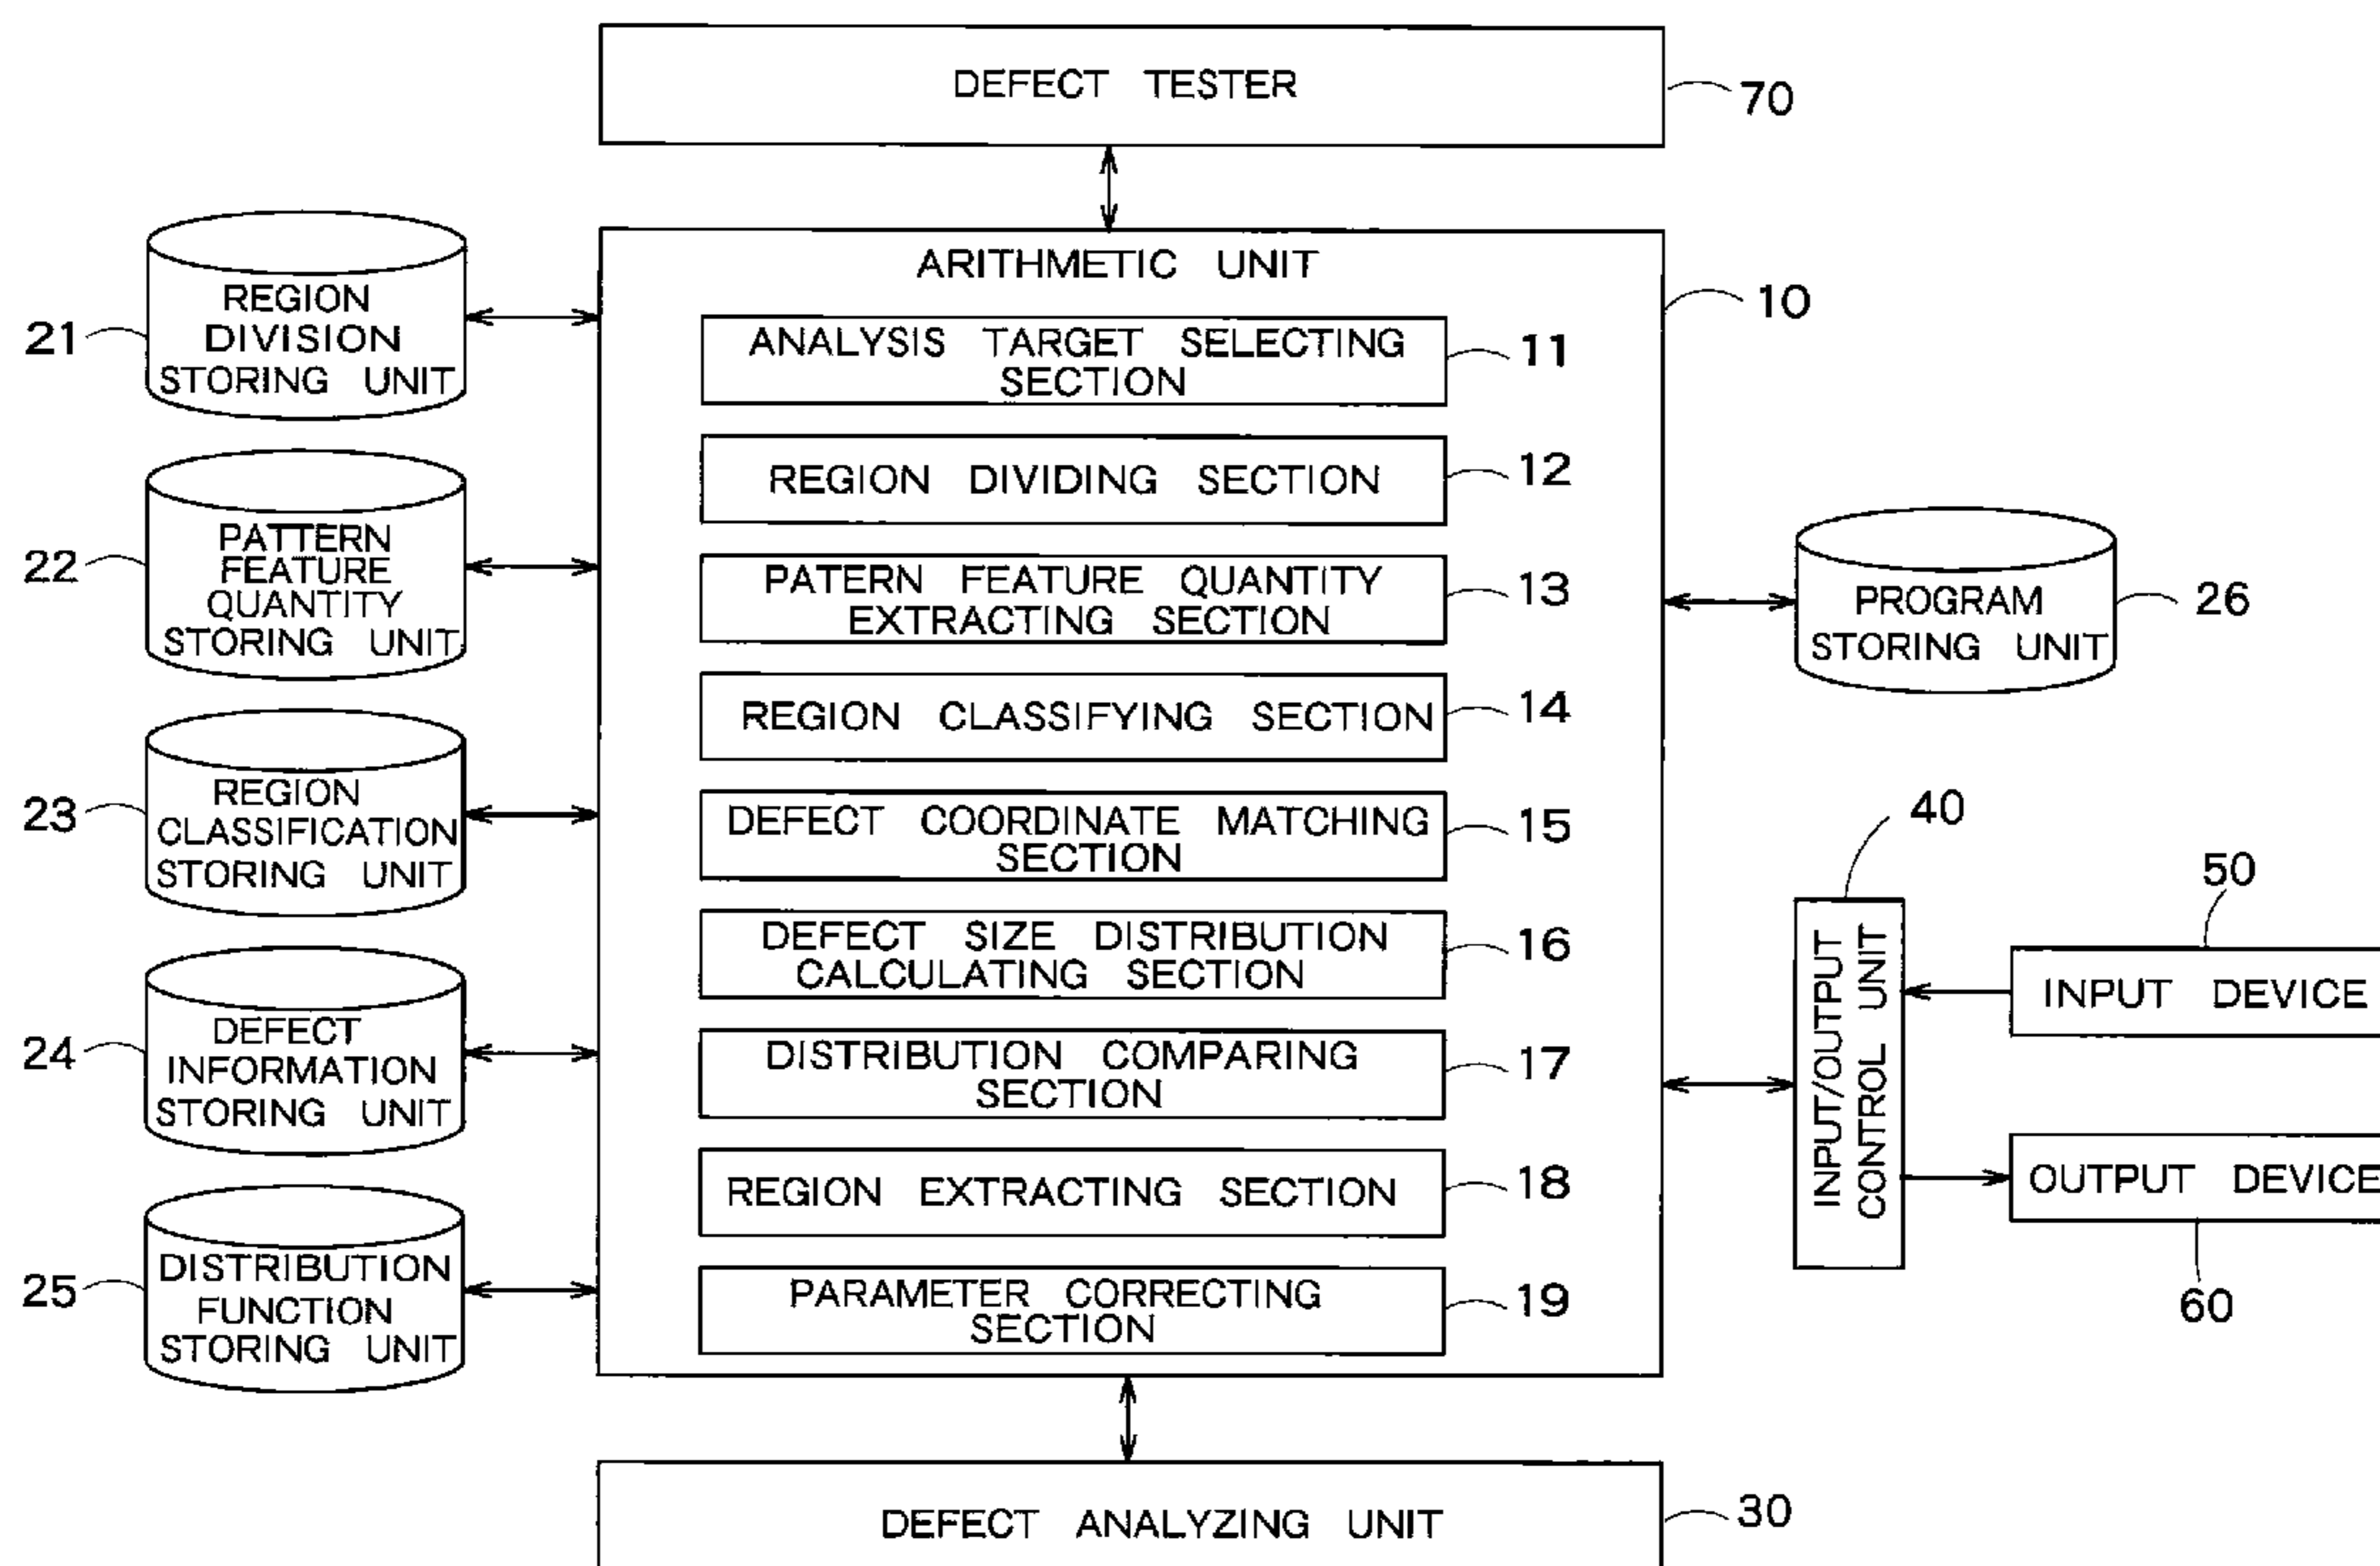 DEFECT TESTER
70
ARITHMETIC UNIT
10
ANALYSIS TARGET SELECTING
SECTION
11
REGION DIVIDING SECTION
12
PATERN FEATURE QUANTITY
EXTRACTING SECTION
13
REGION CLASSIFYING SECTION
14
DEFECT COORDINATE MATCHING
SECTION
15
DEFECT SIZE DISTRIBUTION
CALCULATING SECTION
16
DISTRIBUTION COMPARING
SECTION
17
REGION EXTRACTING SECTION
18
PARAMETER CORRECTING
SECTION
19
21
REGION
DIVISION
STORING UNIT
22
PATTERN
FEATURE
QUANTITY
STORING UNIT
23
REGION
CLASSIFICATION
STORING UNIT
24
DEFECT
INFORMATION
STORING UNIT
25
DISTRIBUTION
FUNCTION
STORING UNIT
PROGRAM
STORING UNIT
26
40
INPUT/OUTPUT
CONTROL UNIT
50
INPUT DEVICE
OUTPUT DEVICE
60
DEFECT ANALYZING UNIT
30